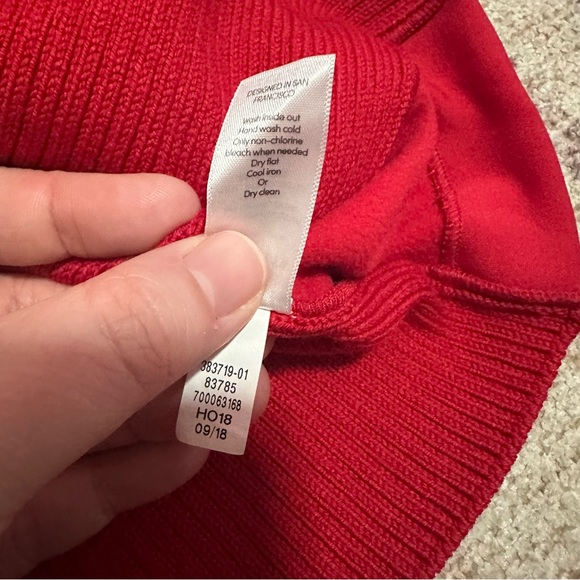 DESIGNED IN SAN
FRANCISCO
Wash inside out
Hand wash cold
Only non-chlorine
bleach when needed
Dry flat
Cool iron
Or
Dry clean
383719-01
83785
700063168
HO18
09/18